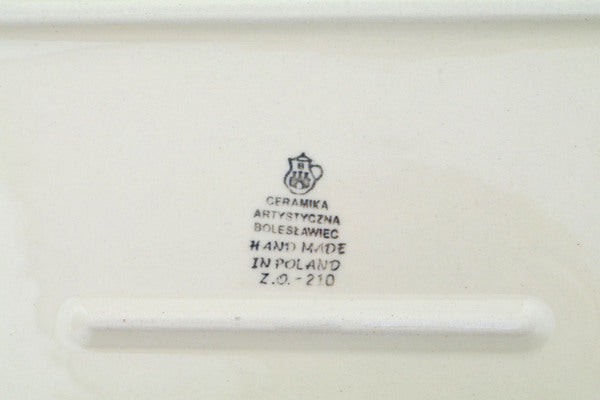 CERAMIKA
ARTYSTYCZNA
BOLESŁAWIEC
HAND MADE
IN POLAND
Z.O.-210